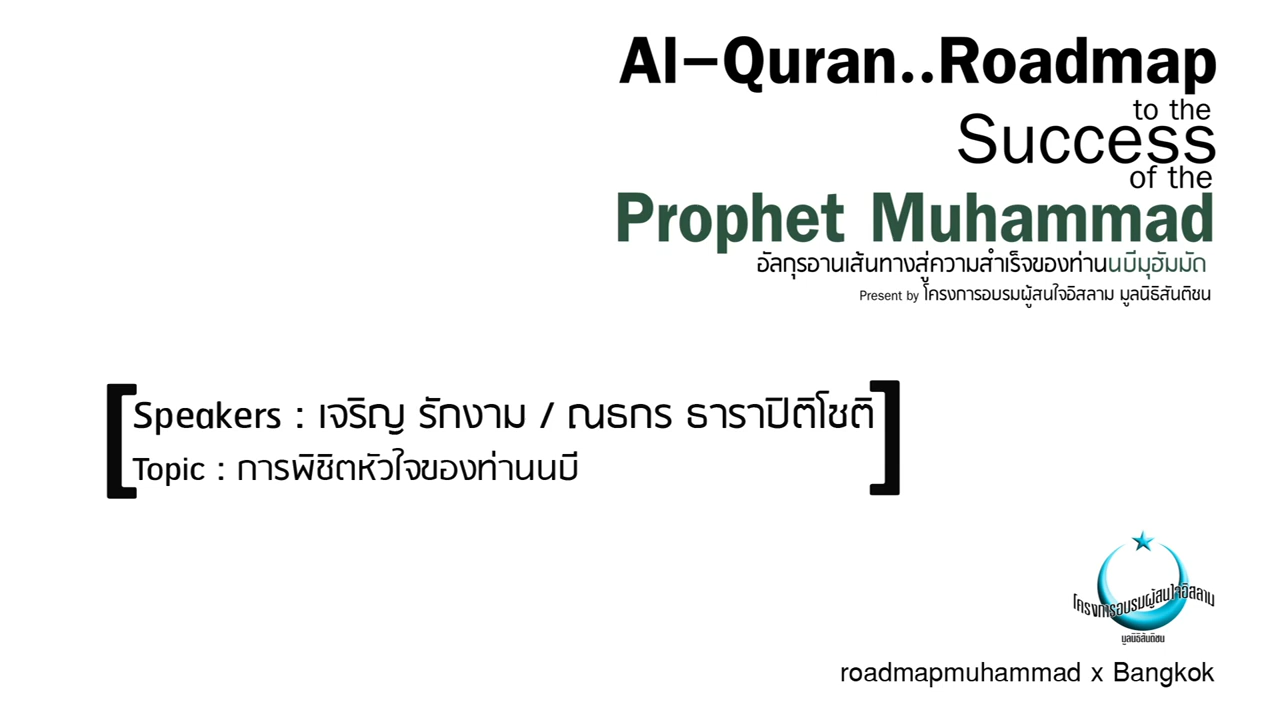 Al-Quran..Roadmap
to the
Success
of the
Prophet Muhammad
อัลกุรอานเส้นทางสู่ความสำเร็จของท่านนบีมุฮัมมัด
Present by โครงการอบรมผู้สนใจอิสลาม มูลนิธิสันติชน
[Speakers : เจริญ รักงาม / ณธกร ธาราปิติโชติ]
Topic : การพิชิตหัวใจของท่านนบี
โครงการอบรมผู้สนใจอิสลาม
มูลนิธิสันติชน
roadmapmuhammad x Bangkok